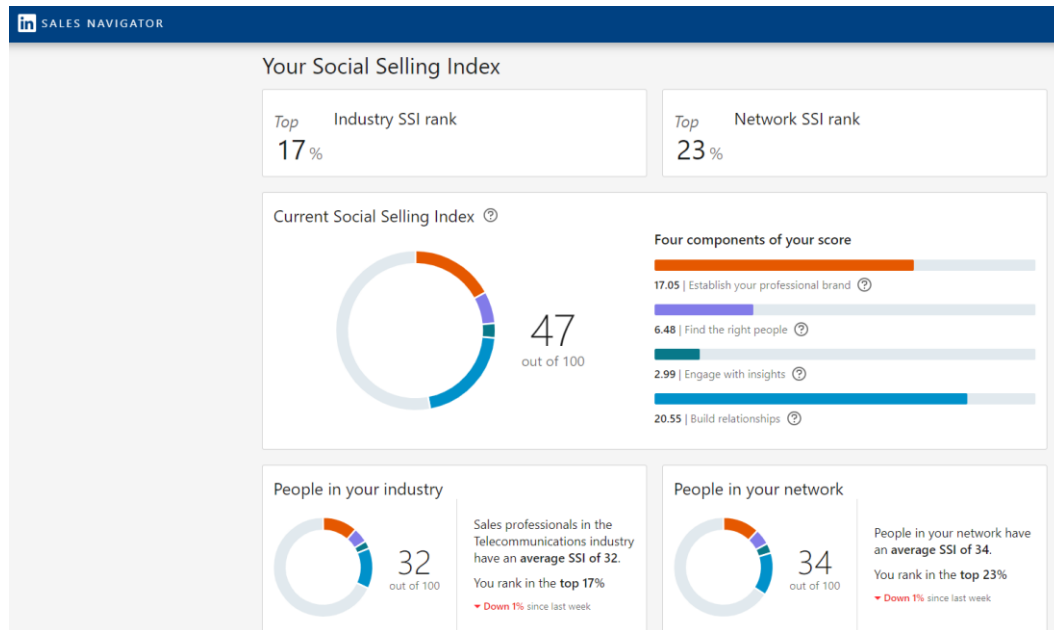 in SALES NAVIGATOR
Your Social Selling Index
Top Industry SSI rank
17 %
Top Network SSI rank
23 %
Current Social Selling Index ?
47
out of 100
Four components of your score
17.05 | Establish your professional brand ?
6.48 | Find the right people ?
2.99 | Engage with insights ?
20.55 | Build relationships ?
People in your industry
32
out of 100
Sales professionals in the
Telecommunications industry
have an average SSI of 32.
You rank in the top 17%
Down 1% since last week
People in your network
34
out of 100
People in your network have
an average SSI of 34.
You rank in the top 23%
Down 1% since last week